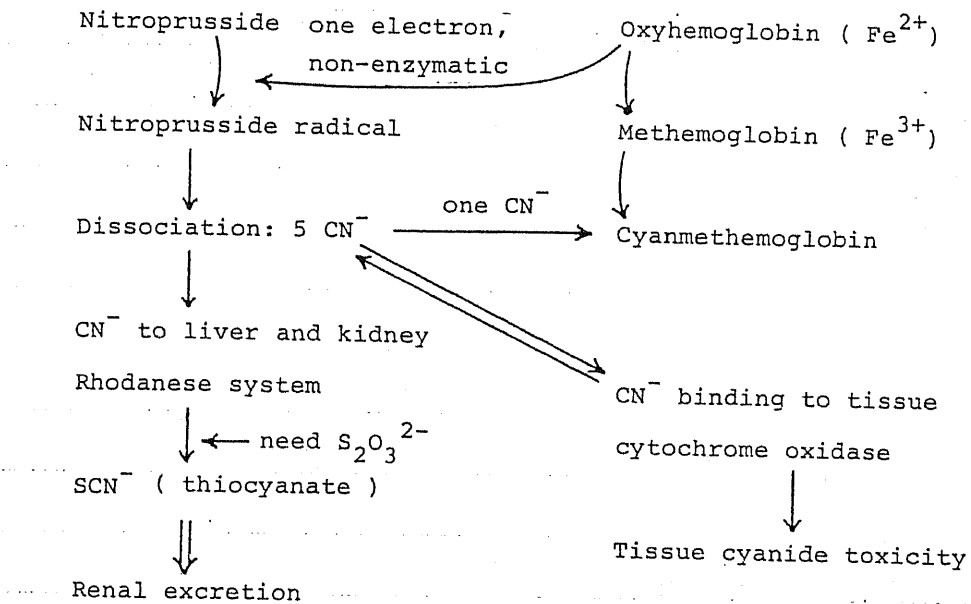 Nitroprusside one electron,
non-enzymatic
Oxyhemoglobin ( Fe²⁺)
Nitroprusside radical
Methemoglobin ( Fe³⁺)
Dissociation: 5 CN⁻
one CN⁻
Cyanmethemoglobin
CN⁻ to liver and kidney
Rhodanese system
need S₂O₃²⁻
SCN⁻ ( thiocyanate )
Renal excretion
CN⁻ binding to tissue
cytochrome oxidase
Tissue cyanide toxicity